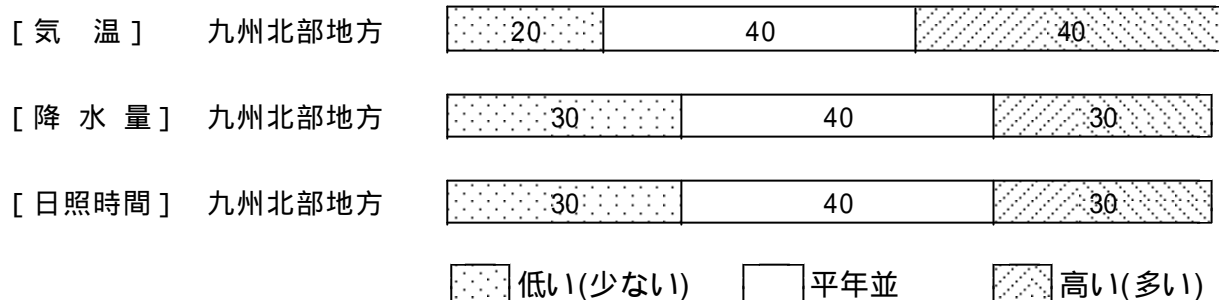 [気 温] 九州北部地方 20 40 40
[降 水 量] 九州北部地方 30 40 30
[日照時間] 九州北部地方 30 40 30
低い(少ない) 平年並 高い(多い)